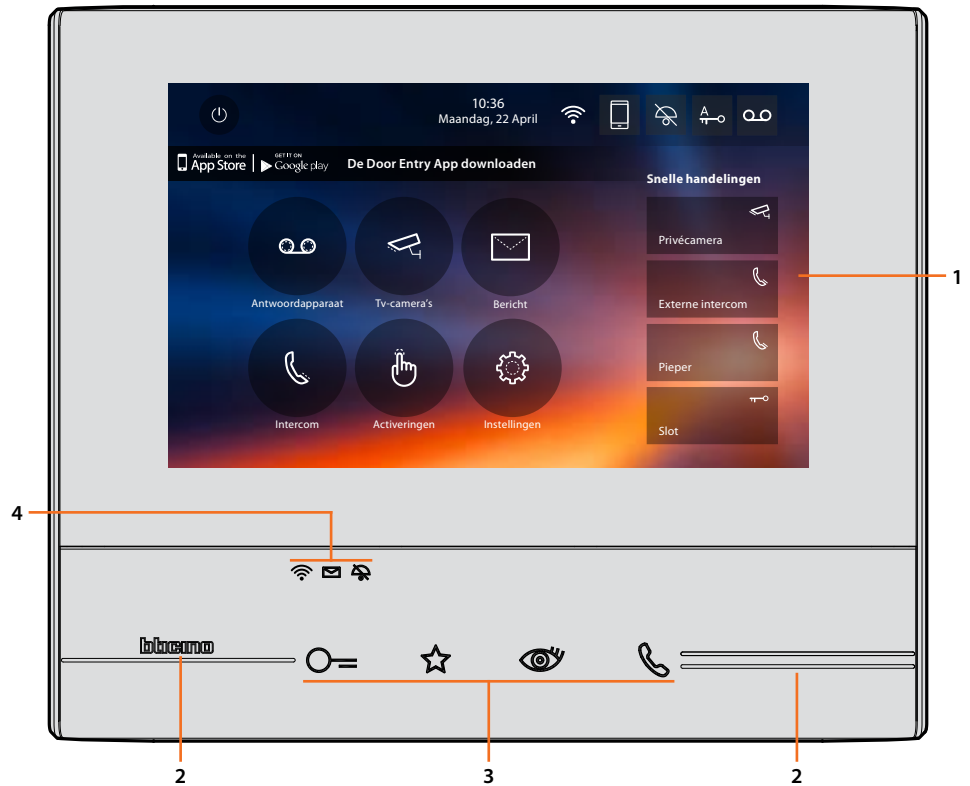 10:36
Maandag, 22 April
A
Available on the
App Store
GET IT ON
Google play
De Door Entry App downloaden
Snelle handelingen
Privécamera
1
Externe intercom
Antwoordapparaat
Tv-camera's
Bericht
Pieper
Intercom
Activeringen
Instellingen
Slot
4
bticino
2
3
2